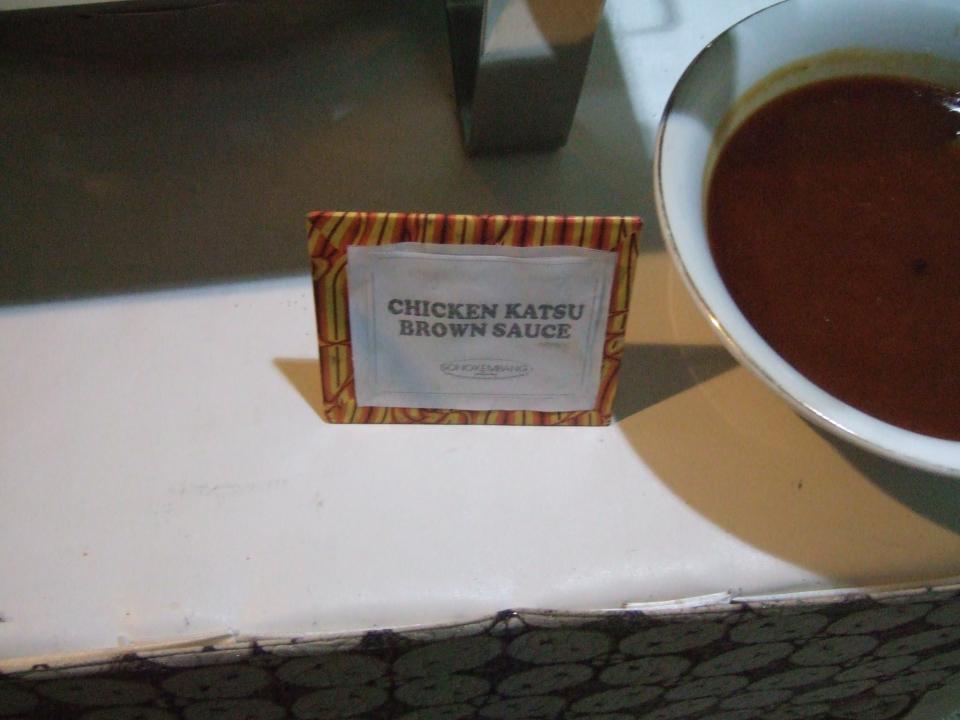 CHICKEN KATSU
BROWN SAUCE
SONOKEMBANG